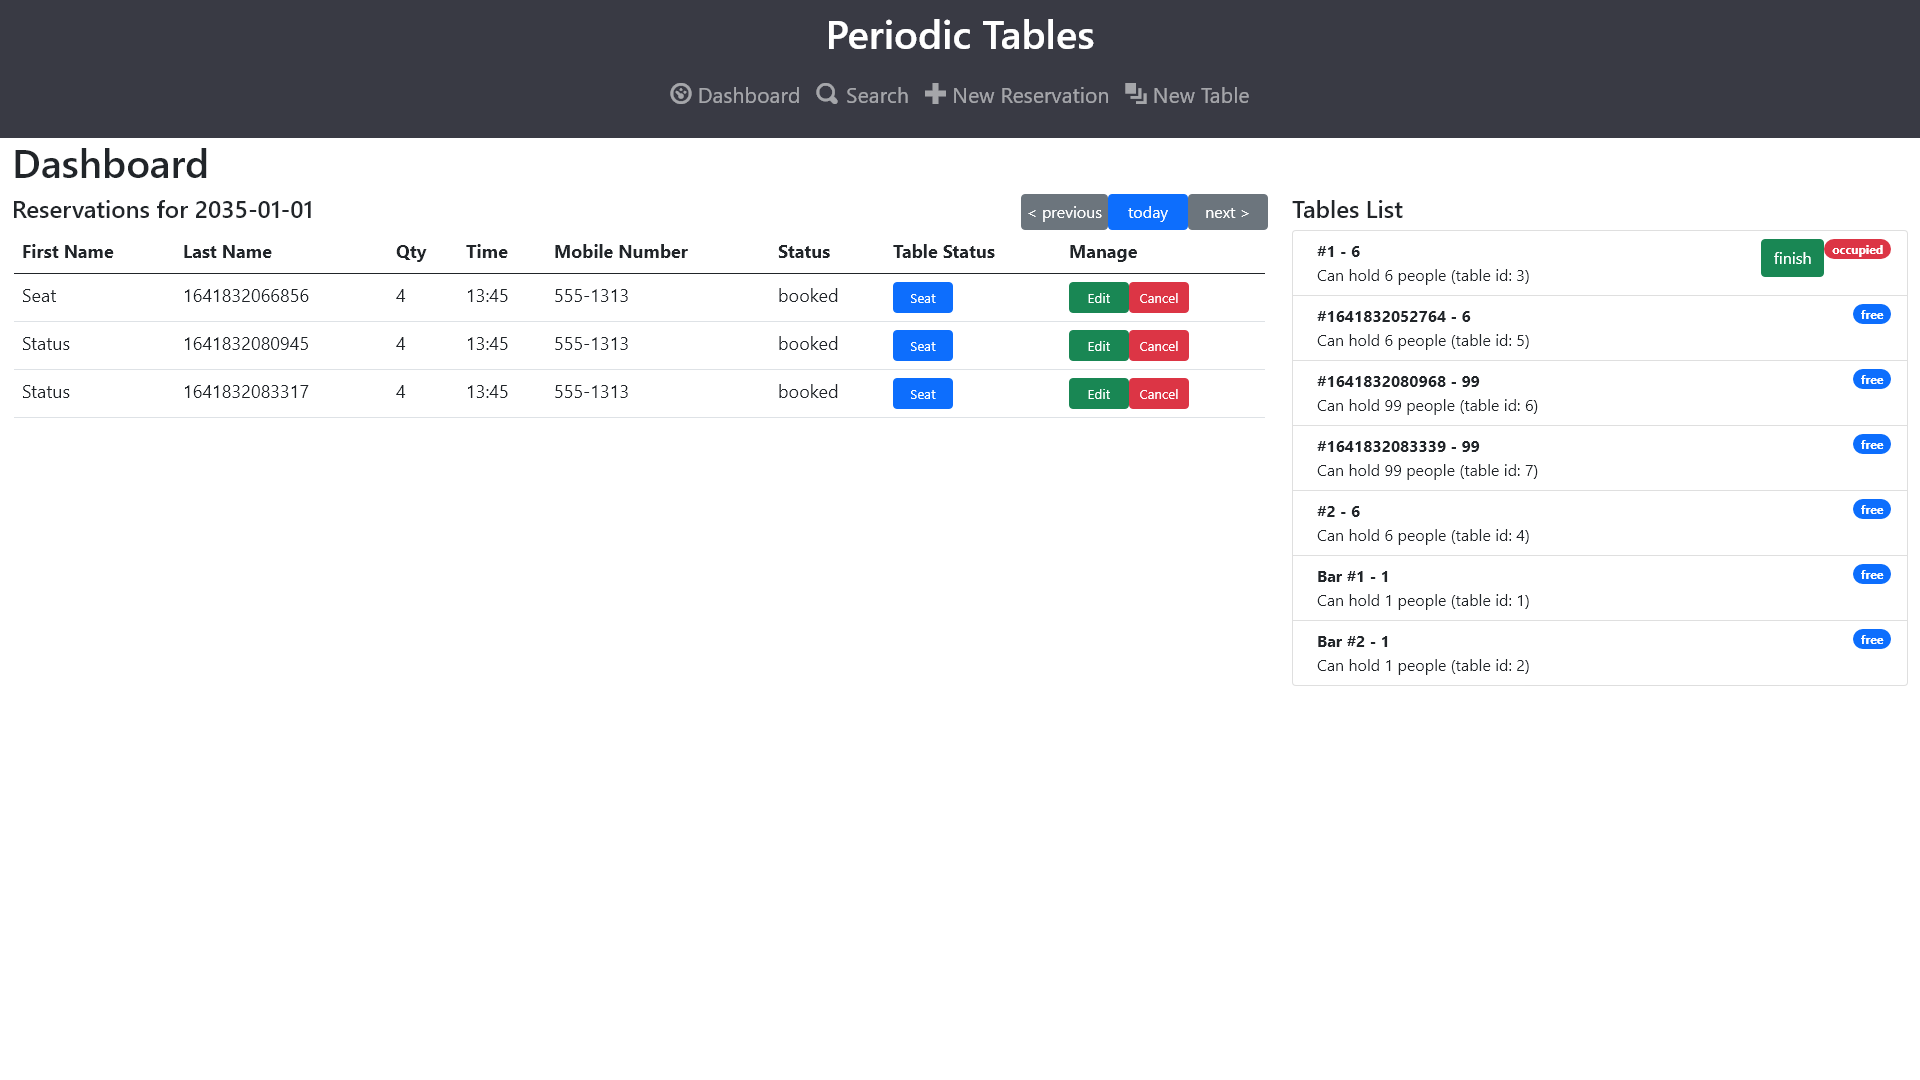 Periodic Tables
Dashboard Search New Reservation New Table
Dashboard
Reservations for 2035-01-01
< previous today next >
First Name Last Name Qty Time Mobile Number Status Table Status Manage
Seat 1641832066856 4 13:45 555-1313 booked Seat Edit Cancel
Status 1641832080945 4 13:45 555-1313 booked Seat Edit Cancel
Status 1641832083317 4 13:45 555-1313 booked Seat Edit Cancel
Tables List
#1 - 6 finish occupied
Can hold 6 people (table id: 3)
#1641832052764 - 6 free
Can hold 6 people (table id: 5)
#1641832080968 - 99 free
Can hold 99 people (table id: 6)
#1641832083339 - 99 free
Can hold 99 people (table id: 7)
#2 - 6 free
Can hold 6 people (table id: 4)
Bar #1 - 1 free
Can hold 1 people (table id: 1)
Bar #2 - 1 free
Can hold 1 people (table id: 2)